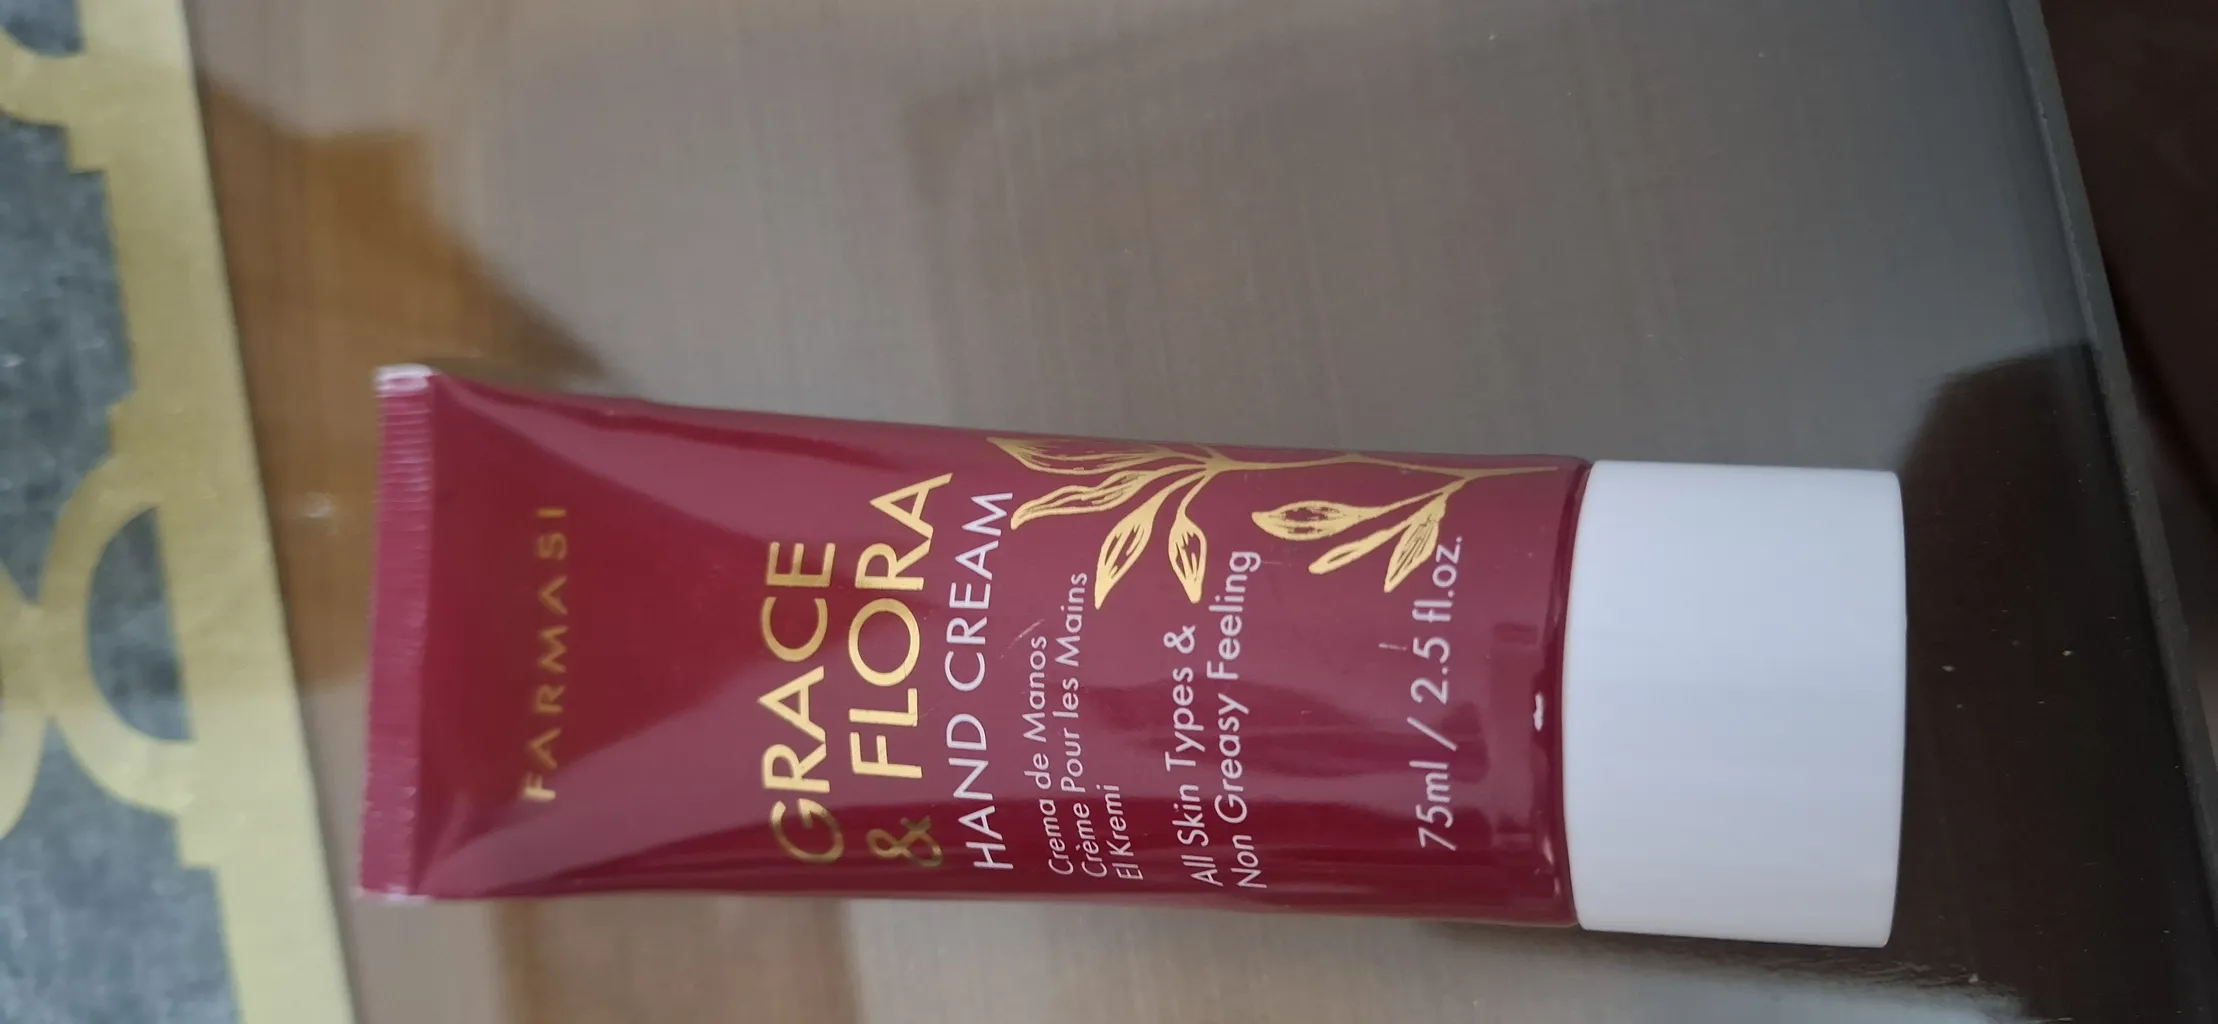 FARMASI
GRACE
& FLORA
HAND CREAM
Crema de Manos
Crème Pour les Mains
El Kremi
All Skin Types &
Non Greasy Feeling
75ml / 2.5 fl.oz.